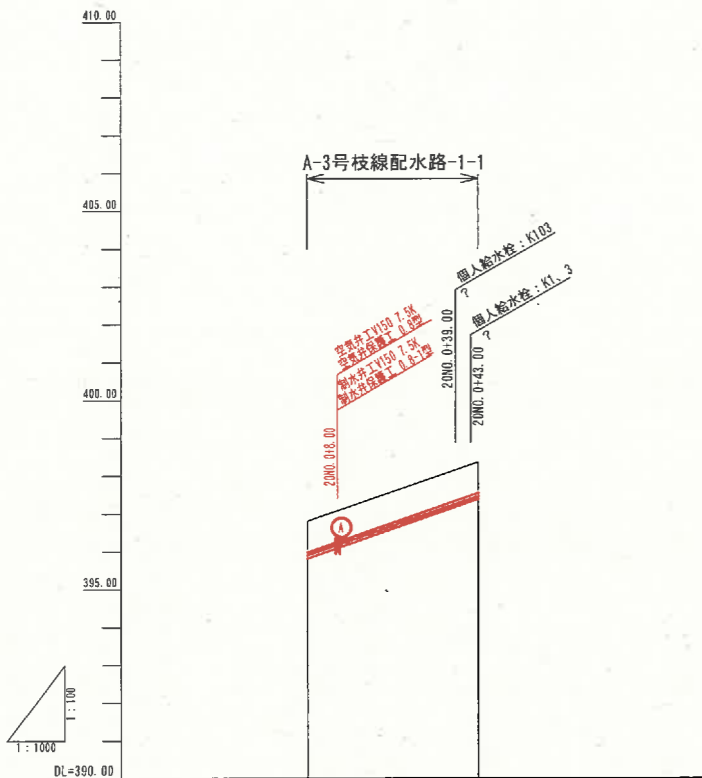 410.00
A-3号枝線配水路-1-1
405.00
個人給水栓：K103
?
個人給水栓：K1、3
?
20NO.0+39.00
20NO.0+43.00
空気弁工V150 7.5K
空気弁保護工 0.8型
制水弁工V150 7.5K
制水弁保護工 0.8-1型
400.00
20NO.0+8.00
A
395.00
1:100
1:1000
DL=390.00